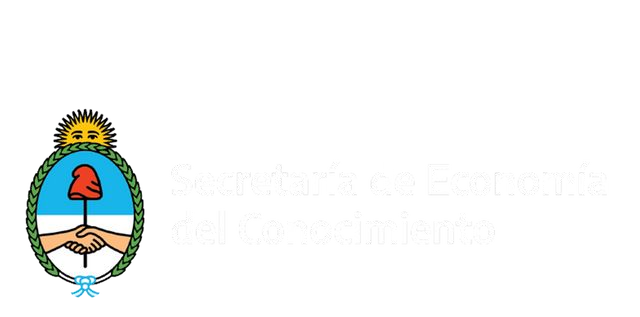 Secretaría de Economía
del Conocimiento